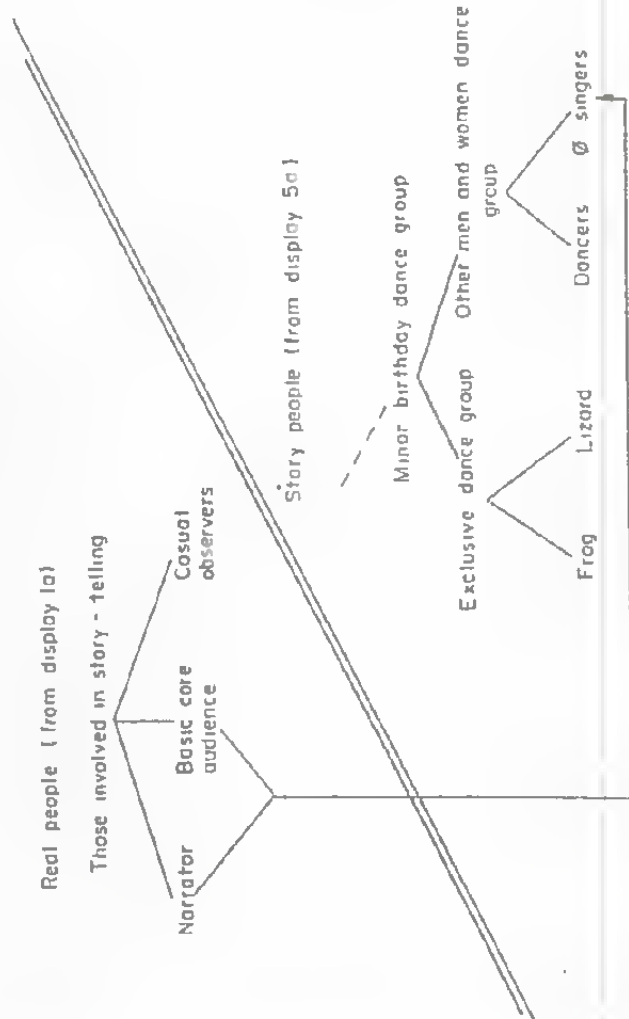 Real people (from display 1a)
Those involved in story - telling
Narrator
Basic core
audience
Casual
observers
Story people (from display 5a)
Minor birthday dance group
Exclusive dance group
Other men and women dance
group
Frog
Lizard
Dancers
Ø singers